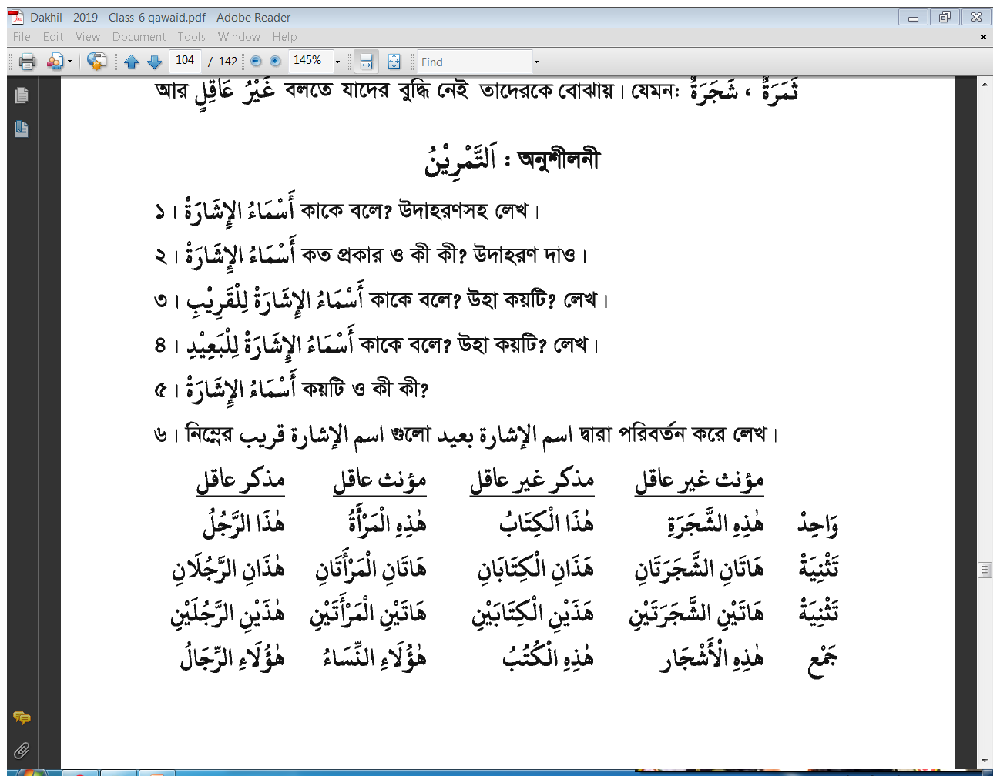 Dakhil - 2019 - Class-6 qawaid.pdf - Adobe Reader
File Edit View Document Tools Window Help
104 / 142 145% Find
আর غَيْرُ عَاقِلٍ বলতে যাদের বুদ্ধি নেই তাদেরকে বোঝায়। যেমন: ثَمَرَةٌ ، شَجَرَةٌ
اَلتَّمْرِيْنُ : অনুশীলনী
১। أَسْمَاءُ الإِشَارَةْ কাকে বলে? উদাহরণসহ লেখ।
২। أَسْمَاءُ الإِشَارَةْ কত প্রকার ও কী কী? উদাহরণ দাও।
৩। أَسْمَاءُ الإِشَارَةْ لِلْقَرِيْبِ কাকে বলে? উহা কয়টি? লেখ।
৪। أَسْمَاءُ الإِشَارَةْ لِلْبَعِيْدِ কাকে বলে? উহা কয়টি? লেখ।
৫। أَسْمَاءُ الإِشَارَةْ কয়টি ও কী কী?
৬। নিম্নের اسم الإشارة قريب গুলো اسم الإشارة بعيد দ্বারা পরিবর্তন করে লেখ।
مؤنث غير عاقل مذكر غير عاقل مؤنث عاقل مذكر عاقل
وَاحِدْ هٰذِهِ الشَّجَرَةِ هٰذَا الْكِتَابُ هٰذِهِ الْمَرْأَةُ هٰذَا الرَّجُلُ
تَثْنِيَةْ هَاتَانِ الشَّجَرَتَانِ هَذَانِ الْكِتَابَانِ هَاتَانِ الْمَرْأَتَانِ هٰذَانِ الرَّجُلَانِ
تَثْنِيَةْ هَاتَيْنِ الشَّجَرَتَيْنِ هَذَيْنِ الْكِتَابَيْنِ هَاتَيْنِ الْمَرْأَتَيْنِ هٰذَيْنِ الرَّجُلَيْنِ
جَمْع هٰذِهِ الْأَشْجَار هٰذِهِ الْكُتُبُ هٰؤُلَاءِ النِّسَاءُ هٰؤُلَاءِ الرِّجَالُ